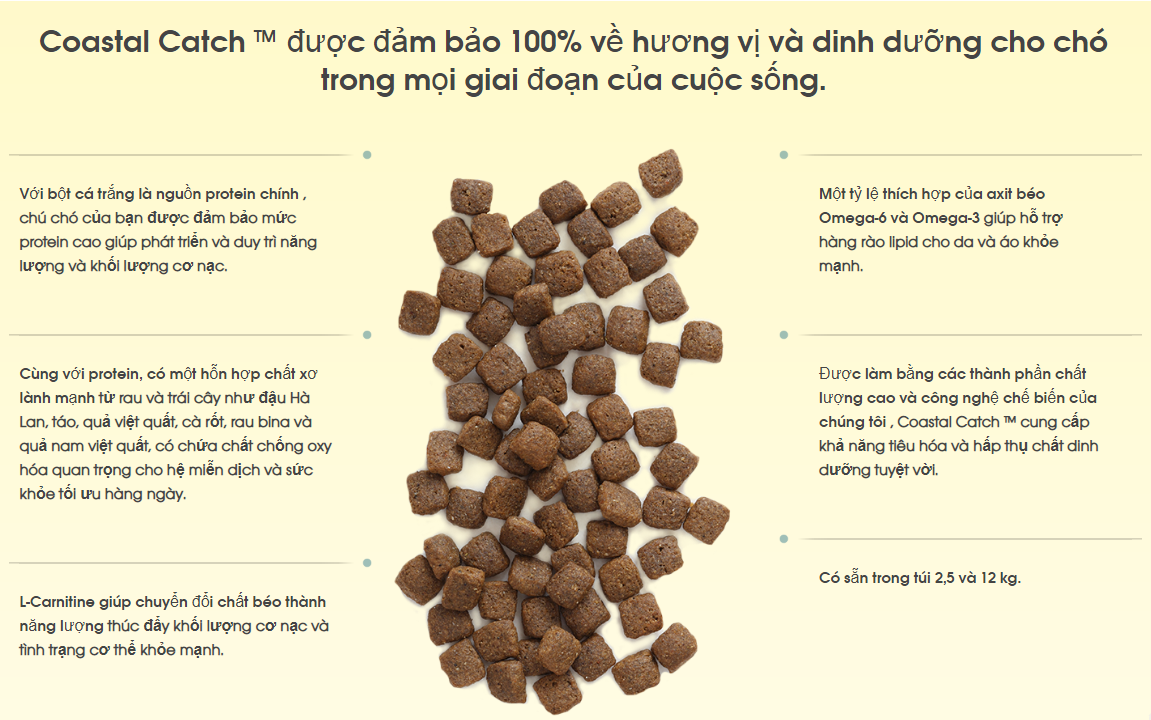 Coastal Catch ™ được đảm bảo 100% về hương vị và dinh dưỡng cho chó
trong mọi giai đoạn của cuộc sống.
Với bột cá trắng là nguồn protein chính ,
chú chó của bạn được đảm bảo mức
protein cao giúp phát triển và duy trì năng
lượng và khối lượng cơ nạc.
Cùng với protein, có một hỗn hợp chất xơ
lành mạnh từ rau và trái cây như đậu Hà
Lan, táo, quả việt quất, cà rốt, rau bina và
quả nam việt quất, có chứa chất chống oxy
hóa quan trọng cho hệ miễn dịch và sức
khỏe tối ưu hàng ngày.
L-Carnitine giúp chuyển đổi chất béo thành
năng lượng thúc đẩy khối lượng cơ nạc và
tình trạng cơ thể khỏe mạnh.
Một tỷ lệ thích hợp của axit béo
Omega-6 và Omega-3 giúp hỗ trợ
hàng rào lipid cho da và áo khỏe
mạnh.
Được làm bằng các thành phần chất
lượng cao và công nghệ chế biến của
chúng tôi , Coastal Catch ™ cung cấp
khả năng tiêu hóa và hấp thụ chất dinh
dưỡng tuyệt vời.
Có sẵn trong túi 2,5 và 12 kg.